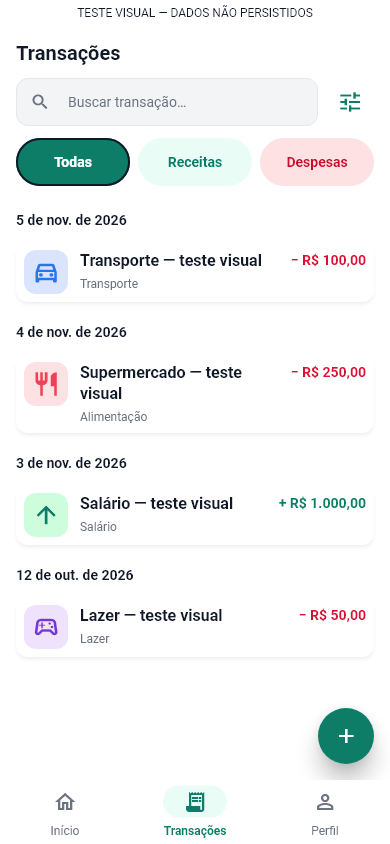 TESTE VISUAL — DADOS NÃO PERSISTIDOS
Transações
Buscar transação...
Todas
Receitas
Despesas
5 de nov. de 2026
Transporte — teste visual
− R$ 100,00
Transporte
4 de nov. de 2026
Supermercado — teste
visual
− R$ 250,00
Alimentação
3 de nov. de 2026
Salário — teste visual
+ R$ 1.000,00
Salário
12 de out. de 2026
Lazer — teste visual
− R$ 50,00
Lazer
Início
Transações
Perfil